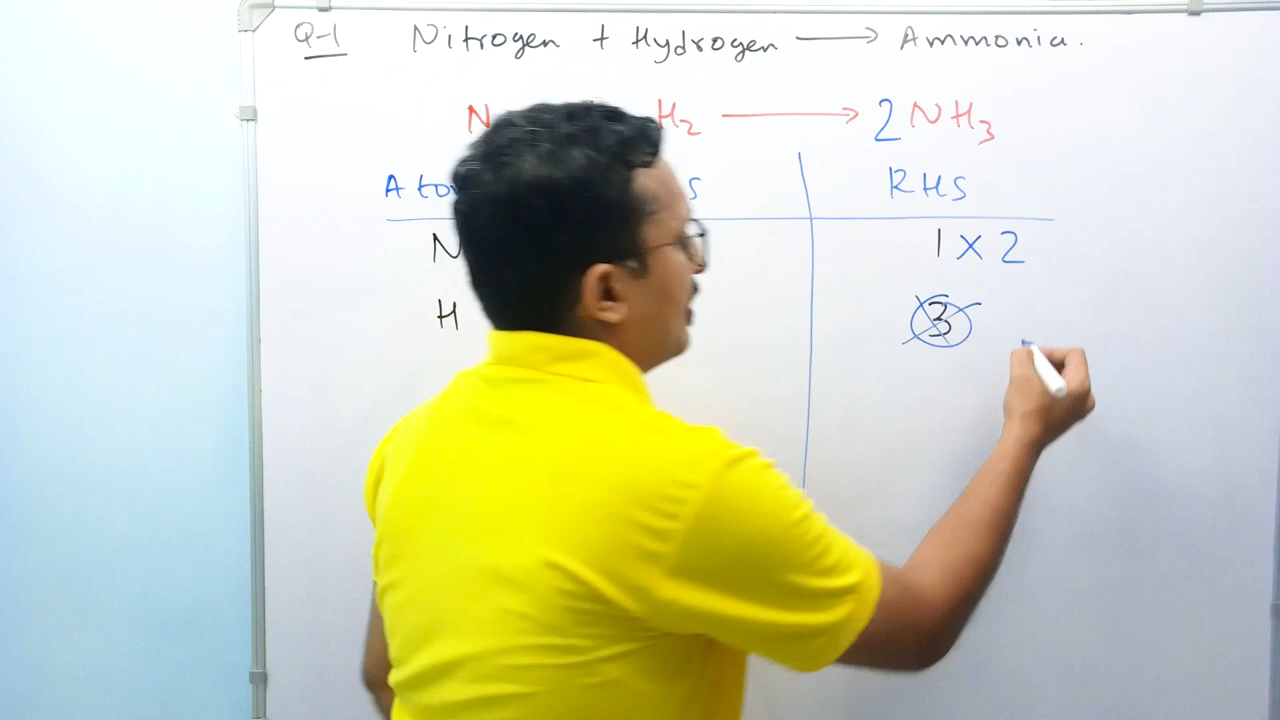 Q-1 Nitrogen + Hydrogen ⟶ Ammonia.
N H2 ⟶ 2NH3
RHS
N 1 x 2
H 3